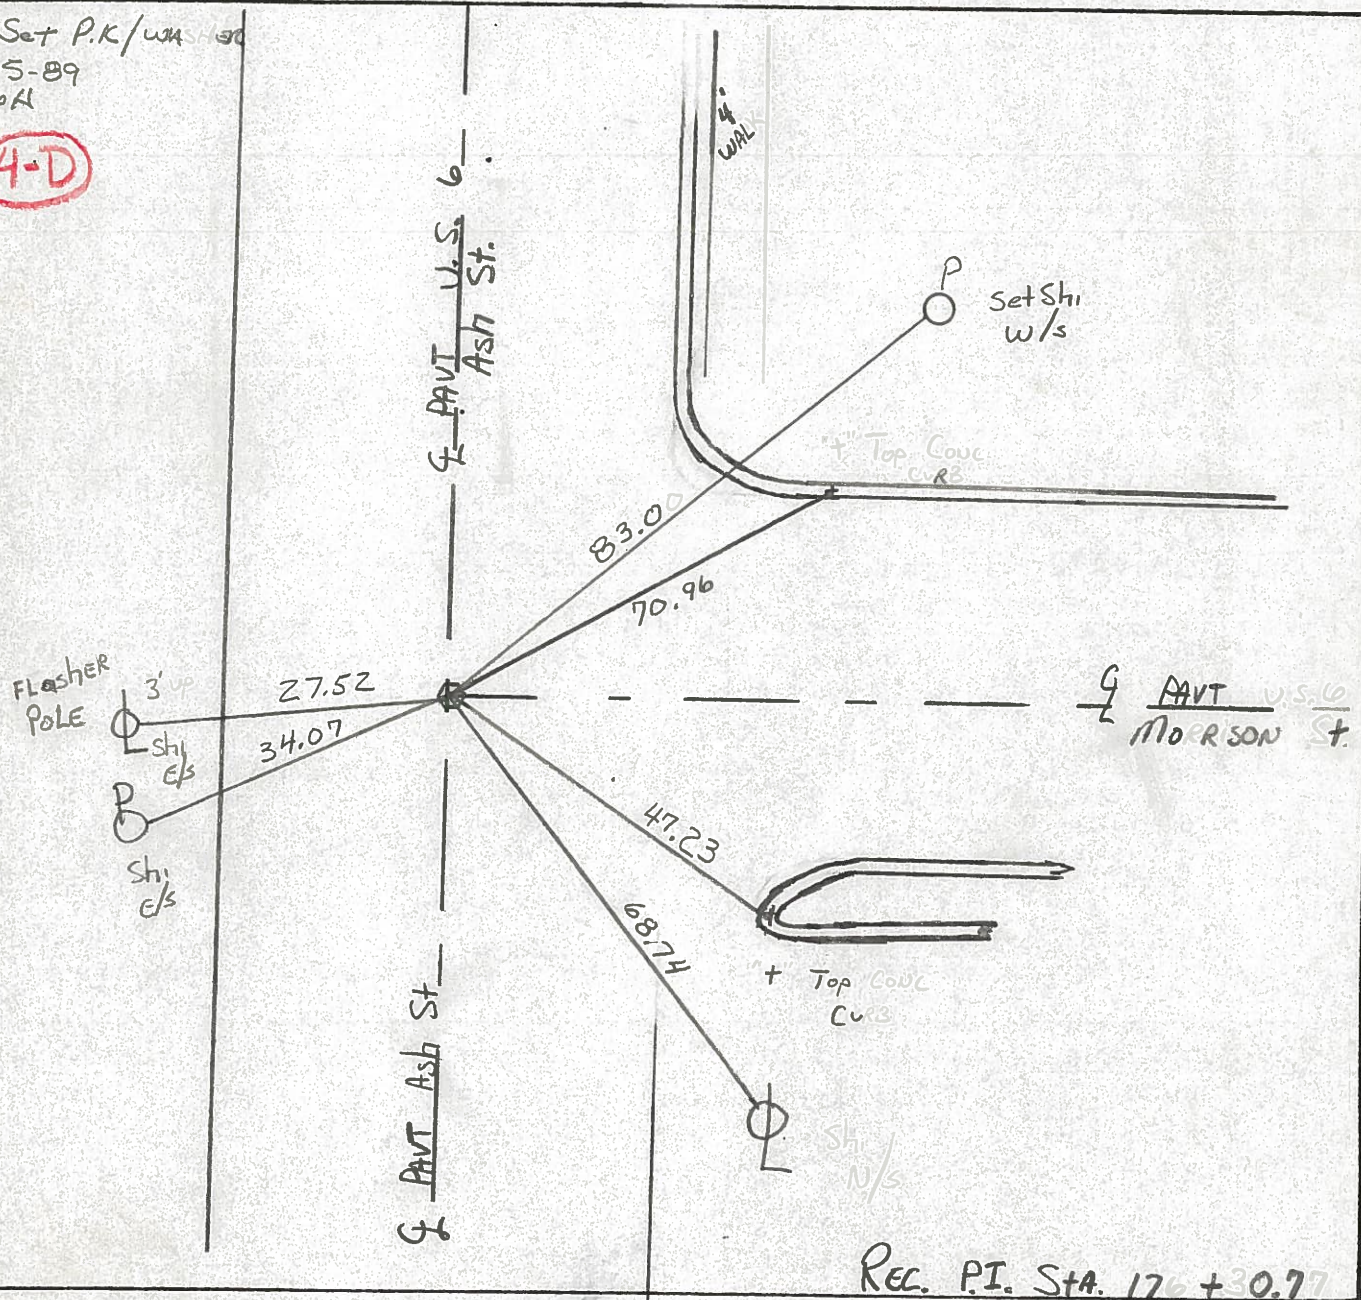 Set P.K/WASHER
5-89
4-D
℄ PAVT U.S. 6
Ash St.
4'
WAL
P
Set Shi
W/s
"+" Top Conc
CURB
83.00
70.96
FLasHER
POLE
3' up
27.52
Shi
E/s
34.07
P
Shi
E/s
℄ PAVT U.S. 6
MORRISON St.
47.23
68.74
"+" Top Conc
CURB
Shi
N/s
℄ PAVT Ash St
REC. P.I. StA. 176 + 30.77